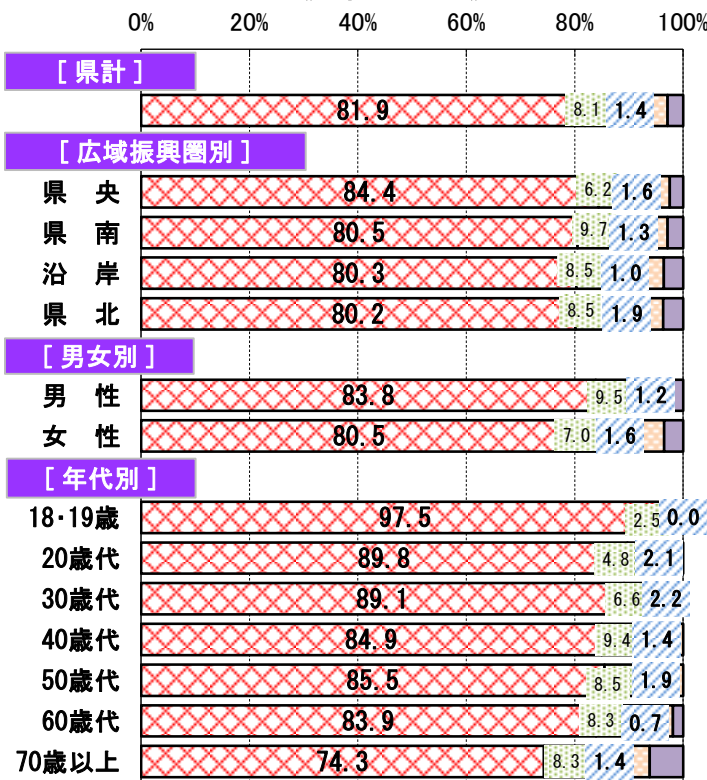 0% 20% 40% 60% 80% 100%
[ 県計 ]
81.9 8.1 1.4
[ 広域振興圏別 ]
県 央 84.4 6.2 1.6
県 南 80.5 9.7 1.3
沿 岸 80.3 8.5 1.0
県 北 80.2 8.5 1.9
[ 男女別 ]
男 性 83.8 9.5 1.2
女 性 80.5 7.0 1.6
[ 年代別 ]
18・19歳 97.5 2.5 0.0
20歳代 89.8 4.8 2.1
30歳代 89.1 6.6 2.2
40歳代 84.9 9.4 1.4
50歳代 85.5 8.5 1.9
60歳代 83.9 8.3 0.7
70歳以上 74.3 8.3 1.4